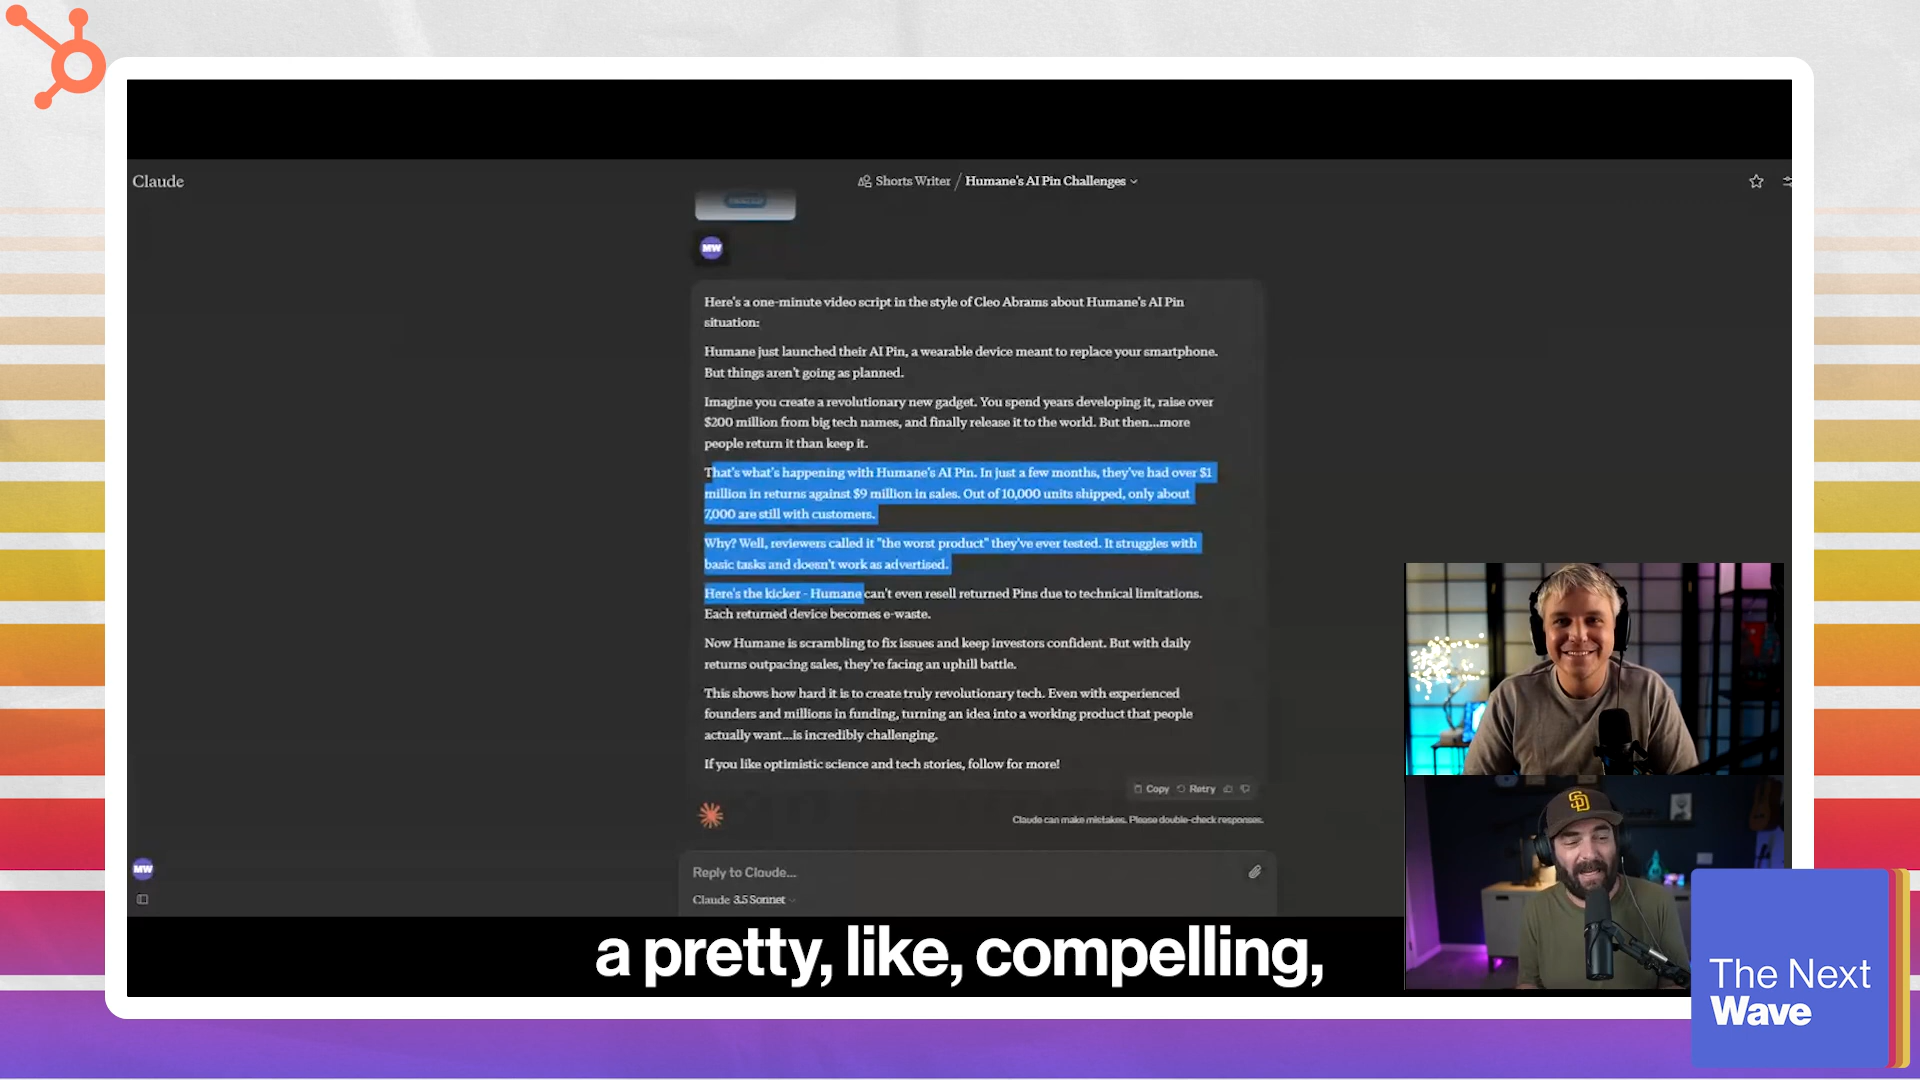 Claude
Shorts Writer / Humane's AI Pin Challenges
MW
Here's a one-minute video script in the style of Cleo Abrams about Humane's AI Pin
situation:
Humane just launched their AI Pin, a wearable device meant to replace your smartphone.
But things aren't going as planned.
Imagine you create a revolutionary new gadget. You spend years developing it, raise over
$200 million from big tech names, and finally release it to the world. But then...more
people return it than keep it.
That's what's happening with Humane's AI Pin. In just a few months, they've had over $1
million in returns against $9 million in sales. Out of 10,000 units shipped, only about
7,000 are still with customers.
Why? Well, reviewers called it "the worst product" they've ever tested. It struggles with
basic tasks and doesn't work as advertised.
Here's the kicker - Humane can't even resell returned Pins due to technical limitations.
Each returned device becomes e-waste.
Now Humane is scrambling to fix issues and keep investors confident. But with daily
returns outpacing sales, they're facing an uphill battle.
This shows how hard it is to create truly revolutionary tech. Even with experienced
founders and millions in funding, turning an idea into a working product that people
actually want...is incredibly challenging.
If you like optimistic science and tech stories, follow for more!
Copy Retry
Claude can make mistakes. Please double-check responses.
MW
Reply to Claude...
Claude 3.5 Sonnet
SD
a pretty, like, compelling,
The Next
Wave